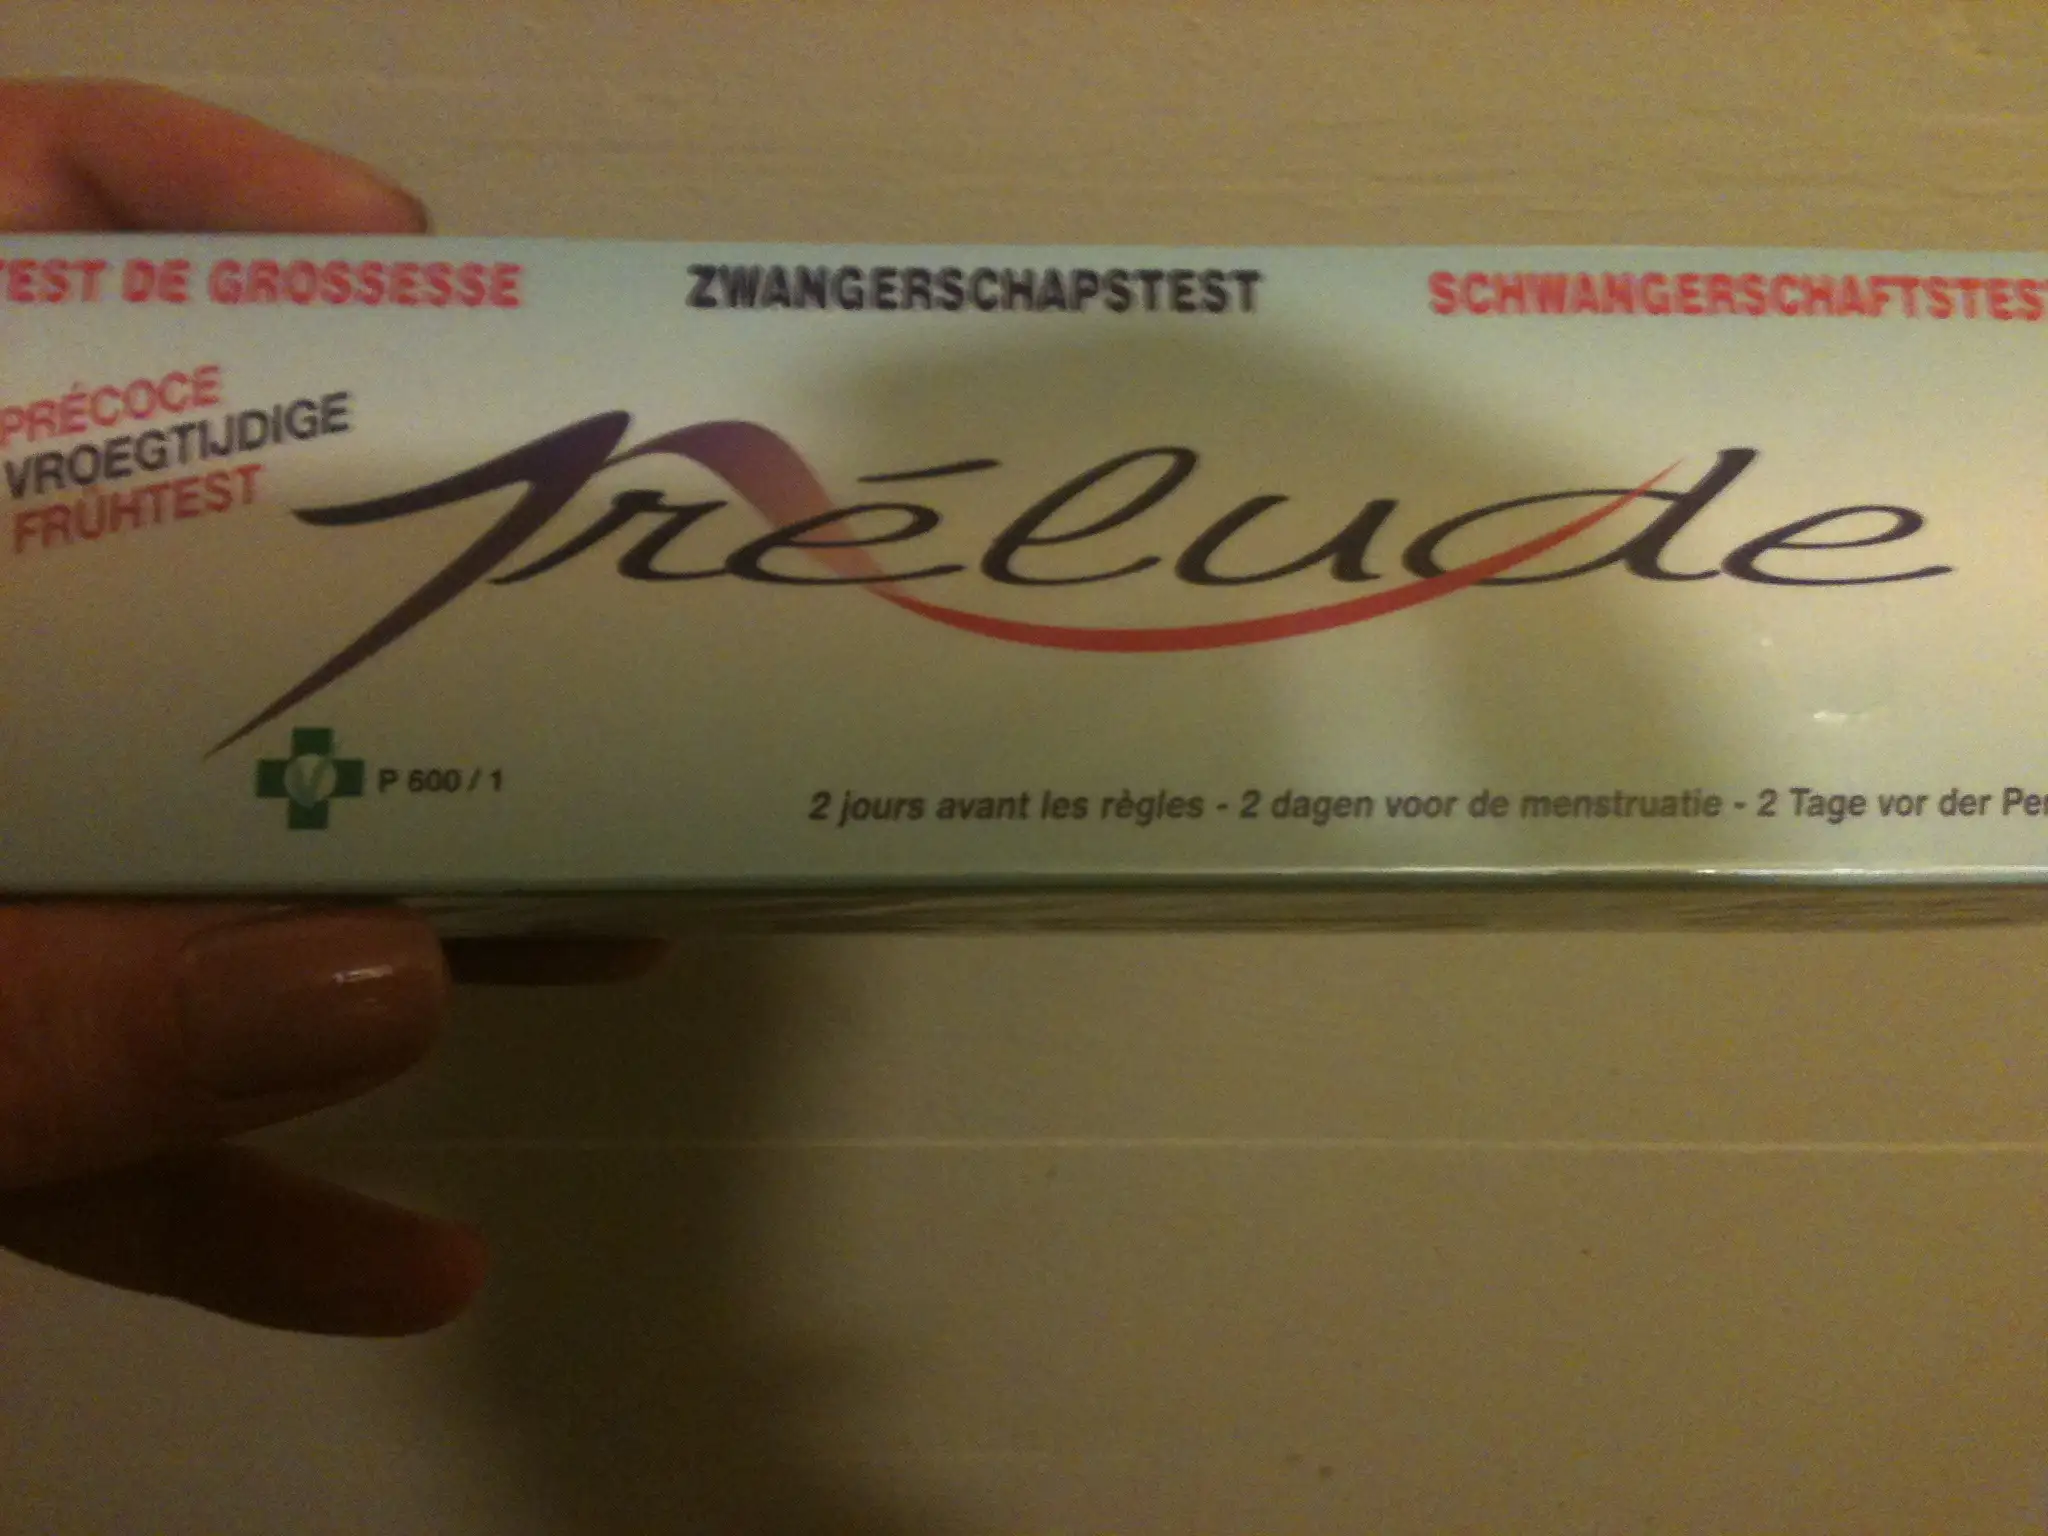 TEST DE GROSSESSE
ZWANGERSCHAPSTEST
SCHWANGERSCHAFTSTEST
PRÉCOCE
VROEGTIJDIGE
FRÜHTEST
Prélude
V
P 600 / 1
2 jours avant les règles - 2 dagen voor de menstruatie - 2 Tage vor der